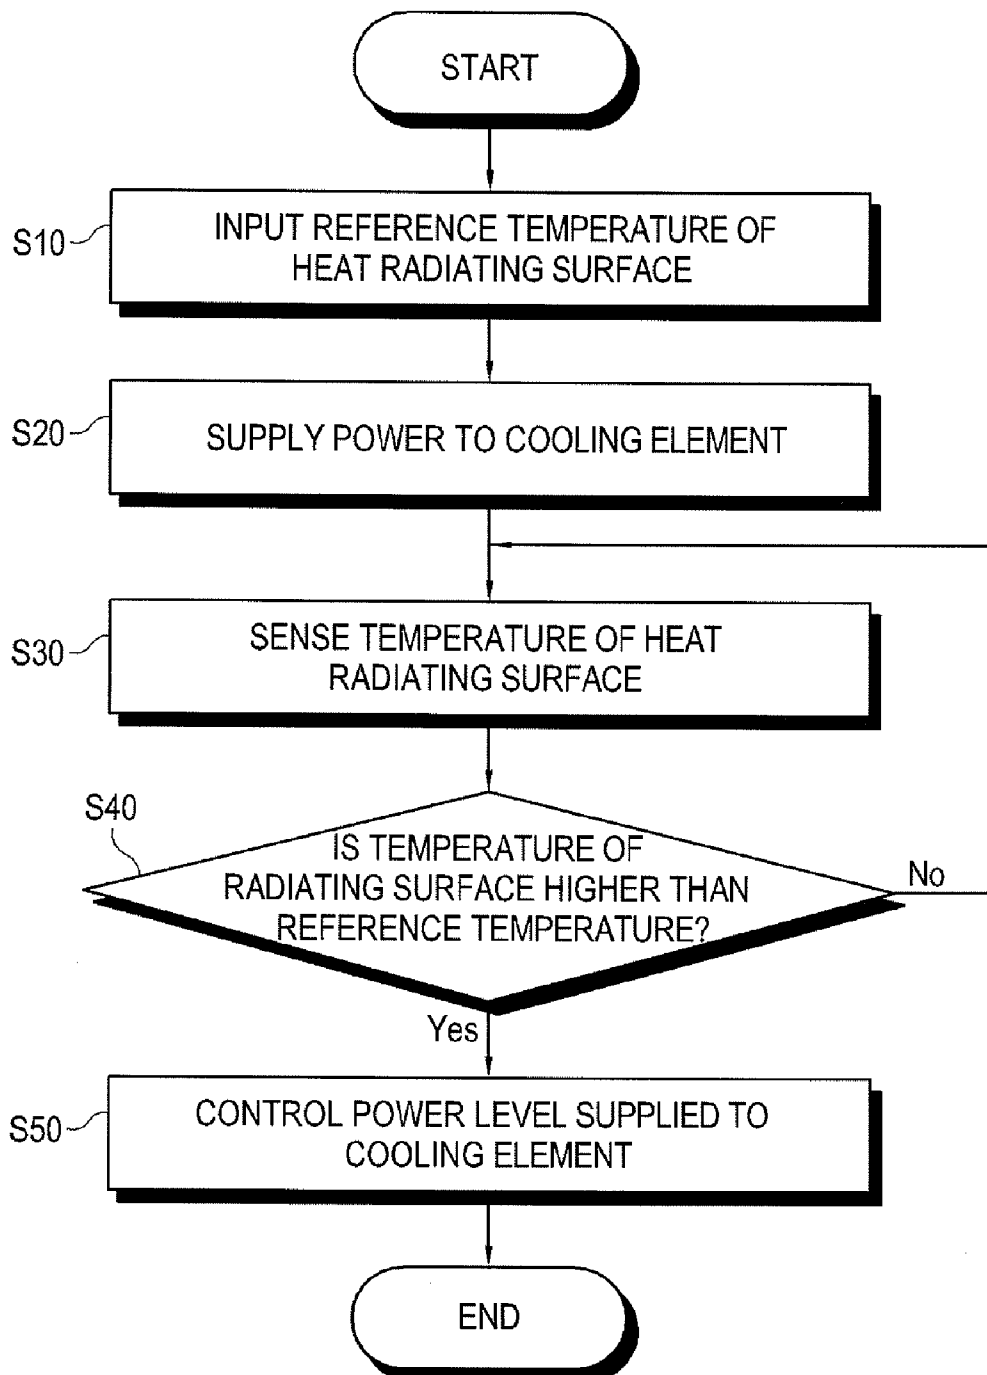 START
S10
INPUT REFERENCE TEMPERATURE OF
HEAT RADIATING SURFACE
S20
SUPPLY POWER TO COOLING ELEMENT
S30
SENSE TEMPERATURE OF HEAT
RADIATING SURFACE
S40
IS TEMPERATURE OF
RADIATING SURFACE HIGHER THAN
REFERENCE TEMPERATURE?
No
Yes
S50
CONTROL POWER LEVEL SUPPLIED TO
COOLING ELEMENT
END